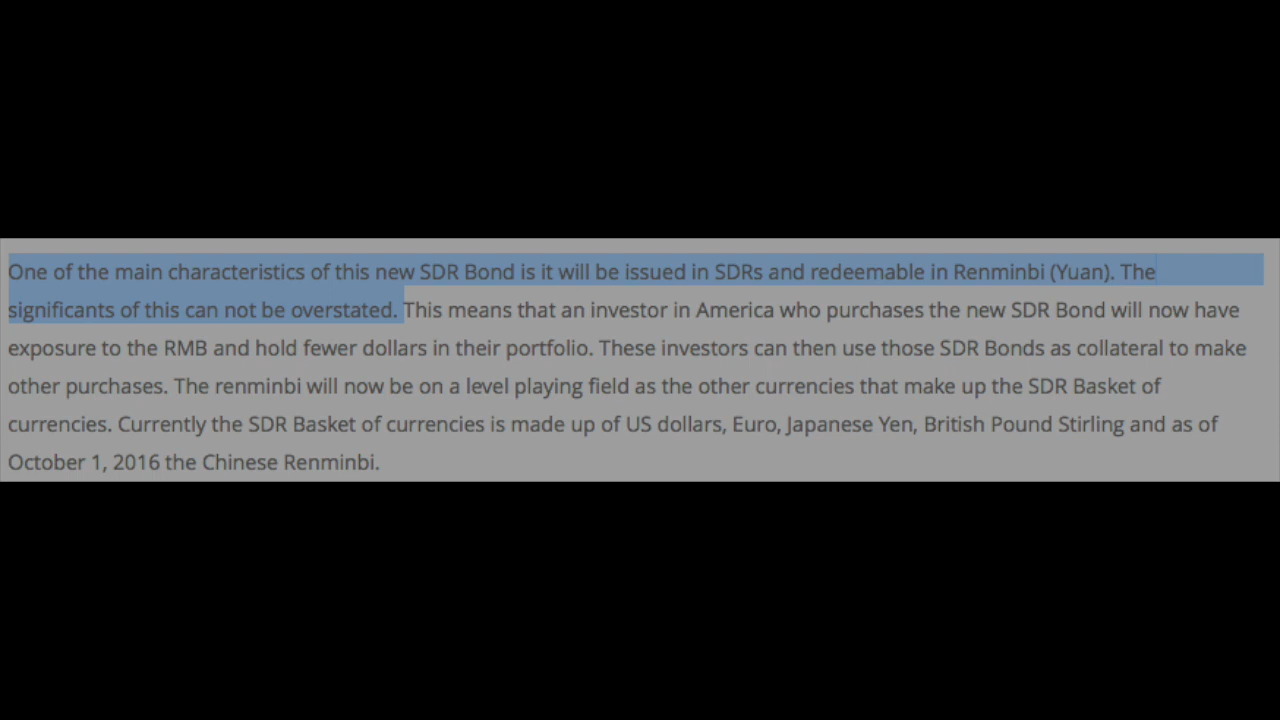 One of the main characteristics of this new SDR Bond is it will be issued in SDRs and redeemable in Renminbi (Yuan). The
significants of this can not be overstated. This means that an investor in America who purchases the new SDR Bond will now have
exposure to the RMB and hold fewer dollars in their portfolio. These investors can then use those SDR Bonds as collateral to make
other purchases. The renminbi will now be on a level playing field as the other currencies that make up the SDR Basket of
currencies. Currently the SDR Basket of currencies is made up of US dollars, Euro, Japanese Yen, British Pound Stirling and as of
October 1, 2016 the Chinese Renminbi.